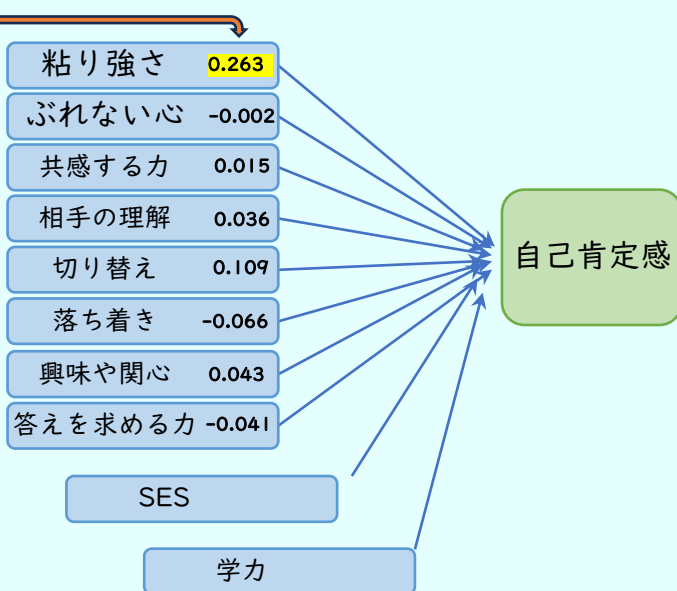 粘り強さ 0.263
ぶれない心 -0.002
共感する力 0.015
相手の理解 0.036
切り替え 0.109
落ち着き -0.066
興味や関心 0.043
答えを求める力 -0.041
自己肯定感
SES
学力